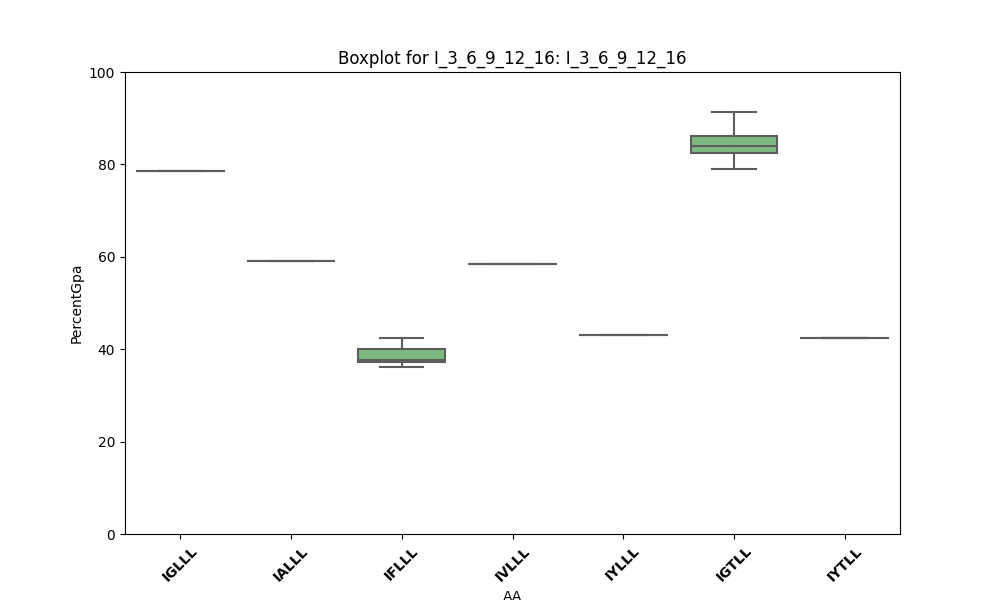 Boxplot for I_3_6_9_12_16: I_3_6_9_12_16
100
80
60
40
20
0
PercentGpa
IGLLL
IALLL
IFLLL
IVLLL
IYLLL
IGTLL
IYTLL
AA